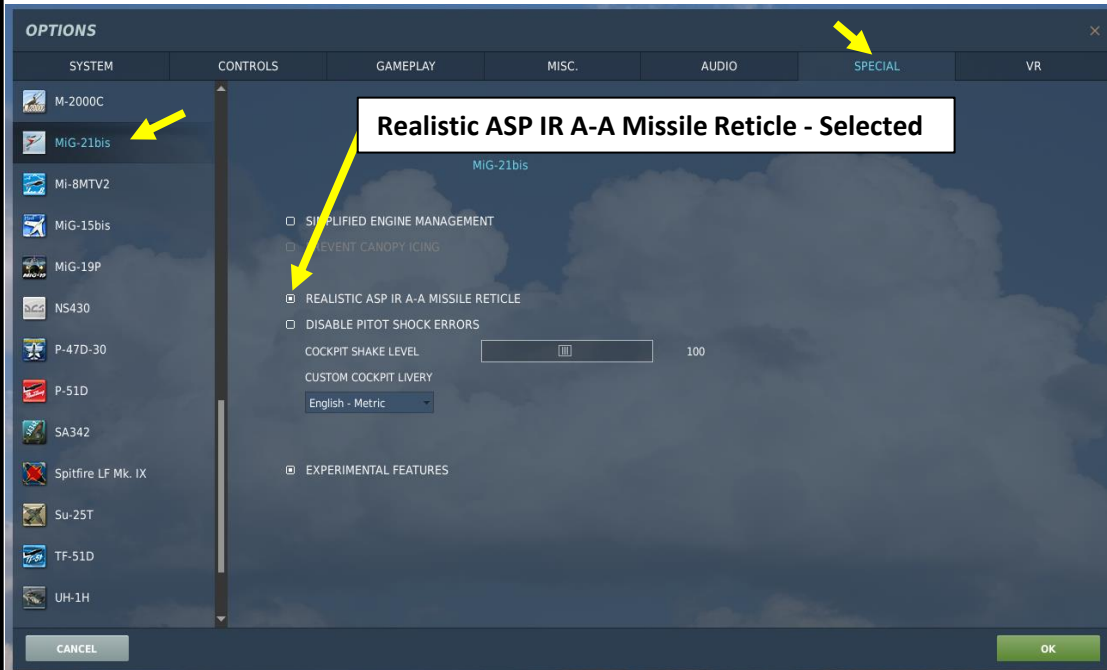 OPTIONS
SYSTEM CONTROLS GAMEPLAY MISC. AUDIO SPECIAL VR
M-2000C
MiG-21bis
Mi-8MTV2
MiG-15bis
MiG-19P
NS430
P-47D-30
P-51D
SA342
Spitfire LF Mk. IX
Su-25T
TF-51D
UH-1H
Realistic ASP IR A-A Missile Reticle - Selected
MiG-21bis
SIMPLIFIED ENGINE MANAGEMENT
PREVENT CANOPY ICING
REALISTIC ASP IR A-A MISSILE RETICLE
DISABLE PITOT SHOCK ERRORS
COCKPIT SHAKE LEVEL 100
CUSTOM COCKPIT LIVERY
English - Metric
EXPERIMENTAL FEATURES
CANCEL OK